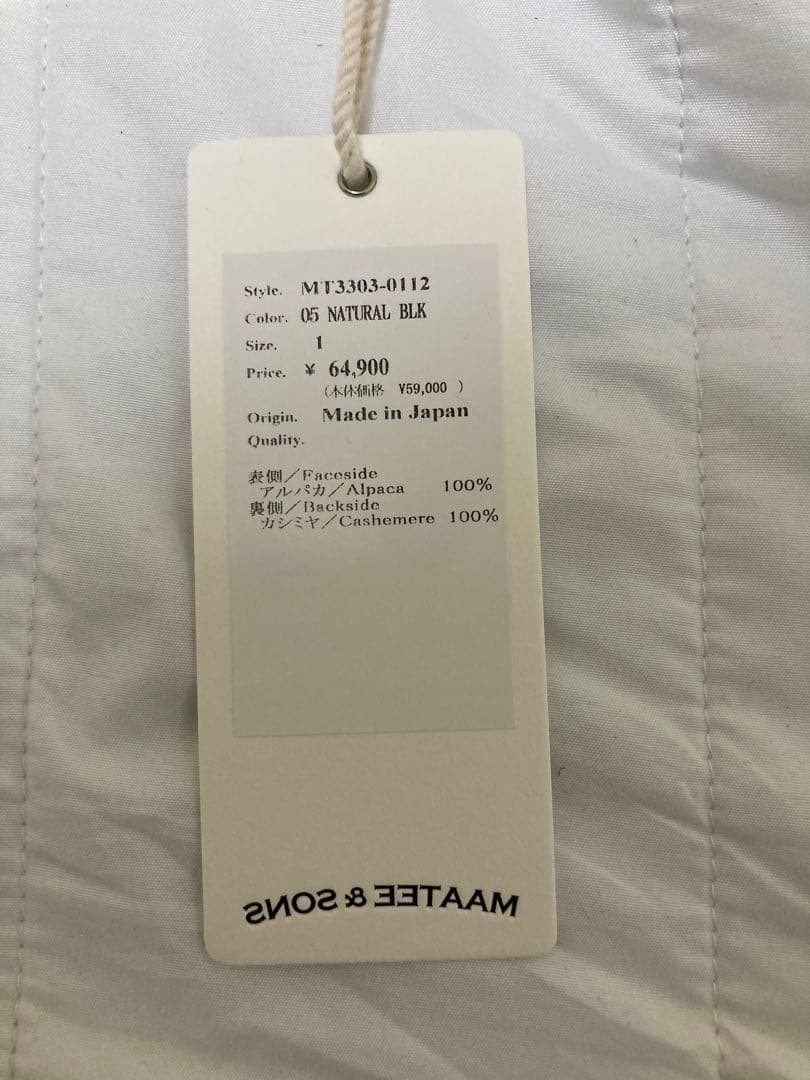 Style. MT3303-0112
Color. 05 NATURAL BLK
Size. 1
Price. ¥ 64,900
(本体価格 ¥59,000 )
Origin. Made in Japan
Quality.
表側／Faceside
アルパカ／Alpaca 100%
裏側／Backside
カシミヤ／Cashemere 100%
MAATEE & SONS